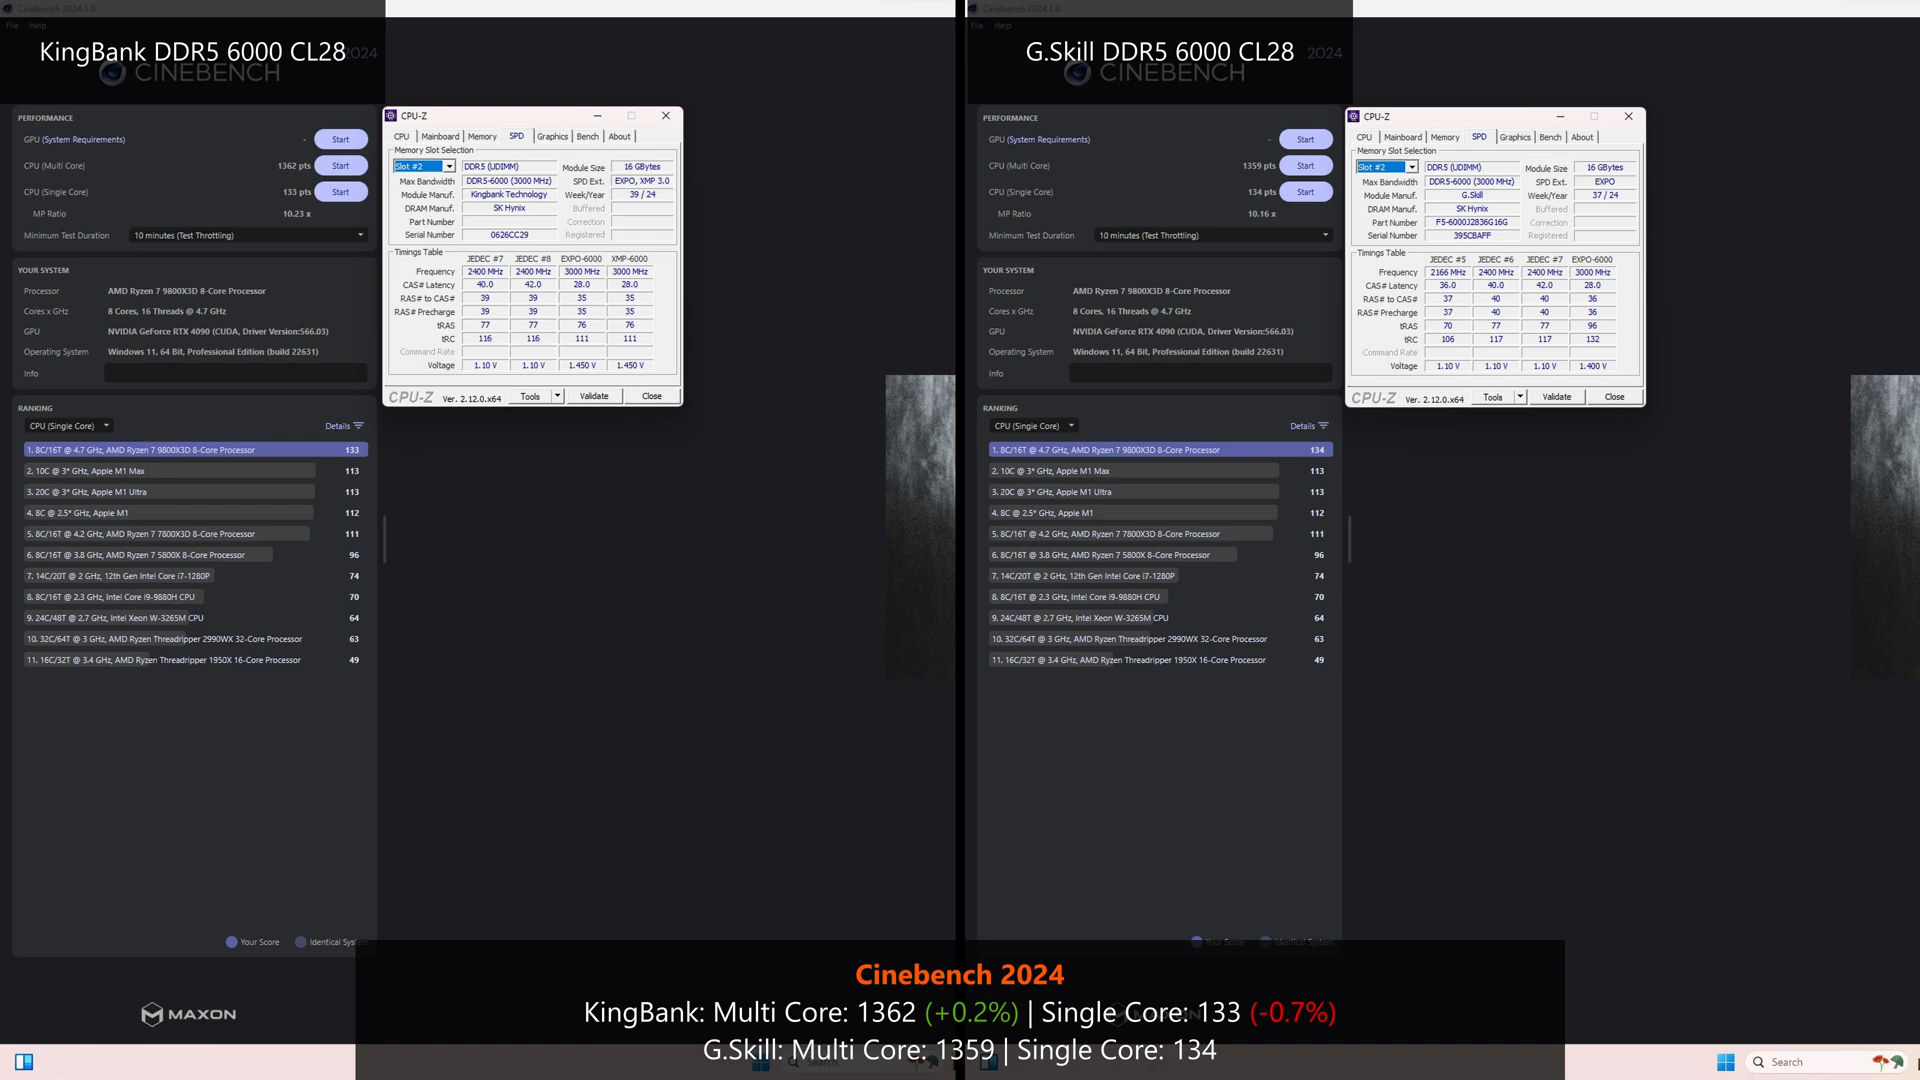 Cinebench 2024.1.0
File Help
KingBank DDR5 6000 CL28
2024
CINEBENCH
PERFORMANCE
GPU (System Requirements) - Start
CPU (Multi Core) 1362 pts Start
CPU (Single Core) 133 pts Start
MP Ratio 10.23 x
Minimum Test Duration 10 minutes (Test Throttling)
YOUR SYSTEM
Processor AMD Ryzen 7 9800X3D 8-Core Processor
Cores x GHz 8 Cores, 16 Threads @ 4.7 GHz
GPU NVIDIA GeForce RTX 4090 (CUDA, Driver Version:566.03)
Operating System Windows 11, 64 Bit, Professional Edition (build 22631)
Info
RANKING
CPU (Single Core) Details
1. 8C/16T @ 4.7 GHz, AMD Ryzen 7 9800X3D 8-Core Processor 133
2. 10C @ 3* GHz, Apple M1 Max 113
3. 20C @ 3* GHz, Apple M1 Ultra 113
4. 8C @ 2.5* GHz, Apple M1 112
5. 8C/16T @ 4.2 GHz, AMD Ryzen 7 7800X3D 8-Core Processor 111
6. 8C/16T @ 3.8 GHz, AMD Ryzen 7 5800X 8-Core Processor 96
7. 14C/20T @ 2 GHz, 12th Gen Intel Core i7-1280P 74
8. 8C/16T @ 2.3 GHz, Intel Core i9-9880H CPU 70
9. 24C/48T @ 2.7 GHz, Intel Xeon W-3265M CPU 64
10. 32C/64T @ 3 GHz, AMD Ryzen Threadripper 2990WX 32-Core Processor 63
11. 16C/32T @ 3.4 GHz, AMD Ryzen Threadripper 1950X 16-Core Processor 49
Your Score Identical System
MAXON
CPU-Z
CPU Mainboard Memory SPD Graphics Bench About
Memory Slot Selection
Slot #2 DDR5 (UDIMM) Module Size 16 GBytes
Max Bandwidth DDR5-6000 (3000 MHz) SPD Ext. EXPO, XMP 3.0
Module Manuf. Kingbank Technology Week/Year 39 / 24
DRAM Manuf. SK Hynix Buffered
Part Number Correction
Serial Number 0626CC29 Registered
Timings Table
JEDEC #7 JEDEC #8 EXPO-6000 XMP-6000
Frequency 2400 MHz 2400 MHz 3000 MHz 3000 MHz
CAS# Latency 40.0 42.0 28.0 28.0
RAS# to CAS# 39 39 35 35
RAS# Precharge 39 39 35 35
tRAS 77 77 76 76
tRC 116 116 111 111
Command Rate
Voltage 1.10 V 1.10 V 1.450 V 1.450 V
CPU-Z Ver. 2.12.0.x64 Tools Validate Close
Cinebench 2024.1.0
File Help
G.Skill DDR5 6000 CL28
2024
CINEBENCH
PERFORMANCE
GPU (System Requirements) - Start
CPU (Multi Core) 1359 pts Start
CPU (Single Core) 134 pts Start
MP Ratio 10.16 x
Minimum Test Duration 10 minutes (Test Throttling)
YOUR SYSTEM
Processor AMD Ryzen 7 9800X3D 8-Core Processor
Cores x GHz 8 Cores, 16 Threads @ 4.7 GHz
GPU NVIDIA GeForce RTX 4090 (CUDA, Driver Version:566.03)
Operating System Windows 11, 64 Bit, Professional Edition (build 22631)
Info
RANKING
CPU (Single Core) Details
1. 8C/16T @ 4.7 GHz, AMD Ryzen 7 9800X3D 8-Core Processor 134
2. 10C @ 3* GHz, Apple M1 Max 113
3. 20C @ 3* GHz, Apple M1 Ultra 113
4. 8C @ 2.5* GHz, Apple M1 112
5. 8C/16T @ 4.2 GHz, AMD Ryzen 7 7800X3D 8-Core Processor 111
6. 8C/16T @ 3.8 GHz, AMD Ryzen 7 5800X 8-Core Processor 96
7. 14C/20T @ 2 GHz, 12th Gen Intel Core i7-1280P 74
8. 8C/16T @ 2.3 GHz, Intel Core i9-9880H CPU 70
9. 24C/48T @ 2.7 GHz, Intel Xeon W-3265M CPU 64
10. 32C/64T @ 3 GHz, AMD Ryzen Threadripper 2990WX 32-Core Processor 63
11. 16C/32T @ 3.4 GHz, AMD Ryzen Threadripper 1950X 16-Core Processor 49
Your Score Identical System
CPU-Z
CPU Mainboard Memory SPD Graphics Bench About
Memory Slot Selection
Slot #2 DDR5 (UDIMM) Module Size 16 GBytes
Max Bandwidth DDR5-6000 (3000 MHz) SPD Ext. EXPO
Module Manuf. G.Skill Week/Year 37 / 24
DRAM Manuf. SK Hynix Buffered
Part Number F5-6000J2836G16G Correction
Serial Number 395CBAFF Registered
Timings Table
JEDEC #5 JEDEC #6 JEDEC #7 EXPO-6000
Frequency 2166 MHz 2400 MHz 2400 MHz 3000 MHz
CAS# Latency 36.0 40.0 42.0 28.0
RAS# to CAS# 37 40 40 36
RAS# Precharge 37 40 40 36
tRAS 70 77 77 96
tRC 106 117 117 132
Command Rate
Voltage 1.10 V 1.10 V 1.10 V 1.400 V
CPU-Z Ver. 2.12.0.x64 Tools Validate Close
Cinebench 2024
KingBank: Multi Core: 1362 (+0.2%) | Single Core: 133 (-0.7%)
G.Skill: Multi Core: 1359 | Single Core: 134
Search
Search